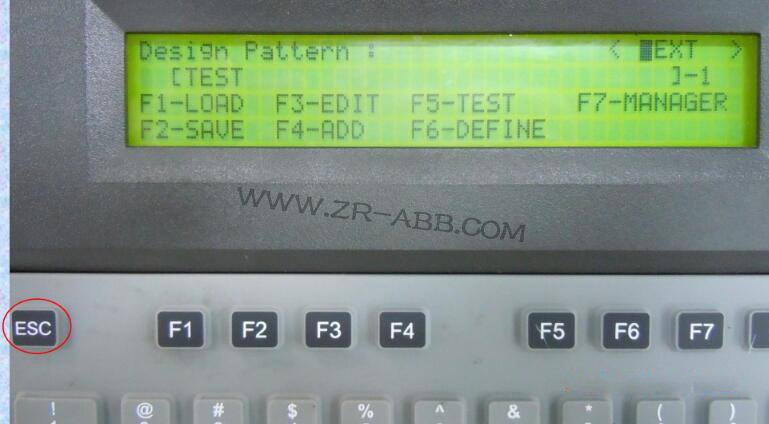 Design Pattern : < █EXT >
[TEST ]-1
F1-LOAD F3-EDIT F5-TEST F7-MANAGER
F2-SAVE F4-ADD F6-DEFINE
WWW.ZR-ABB.COM
ESC F1 F2 F3 F4 F5 F6 F7
! @ # $ % ^ & * ( )